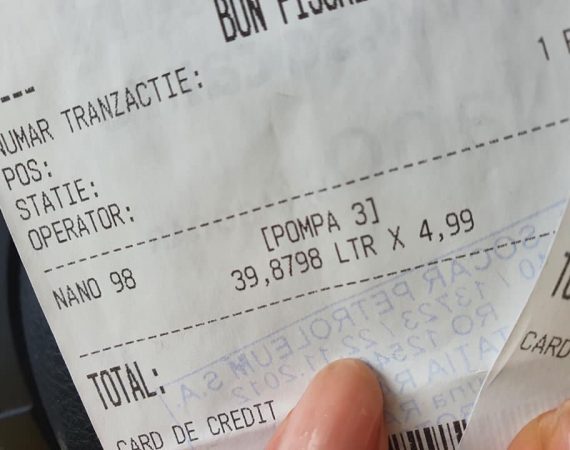 BON FISCAL
---
NUMAR TRANZACTIE:
POS:
STATIE:
OPERATOR:
[POMPA 3]
NANO 98 39,8798 LTR X 4,99
TOTAL:
CARD DE CREDIT
CARD